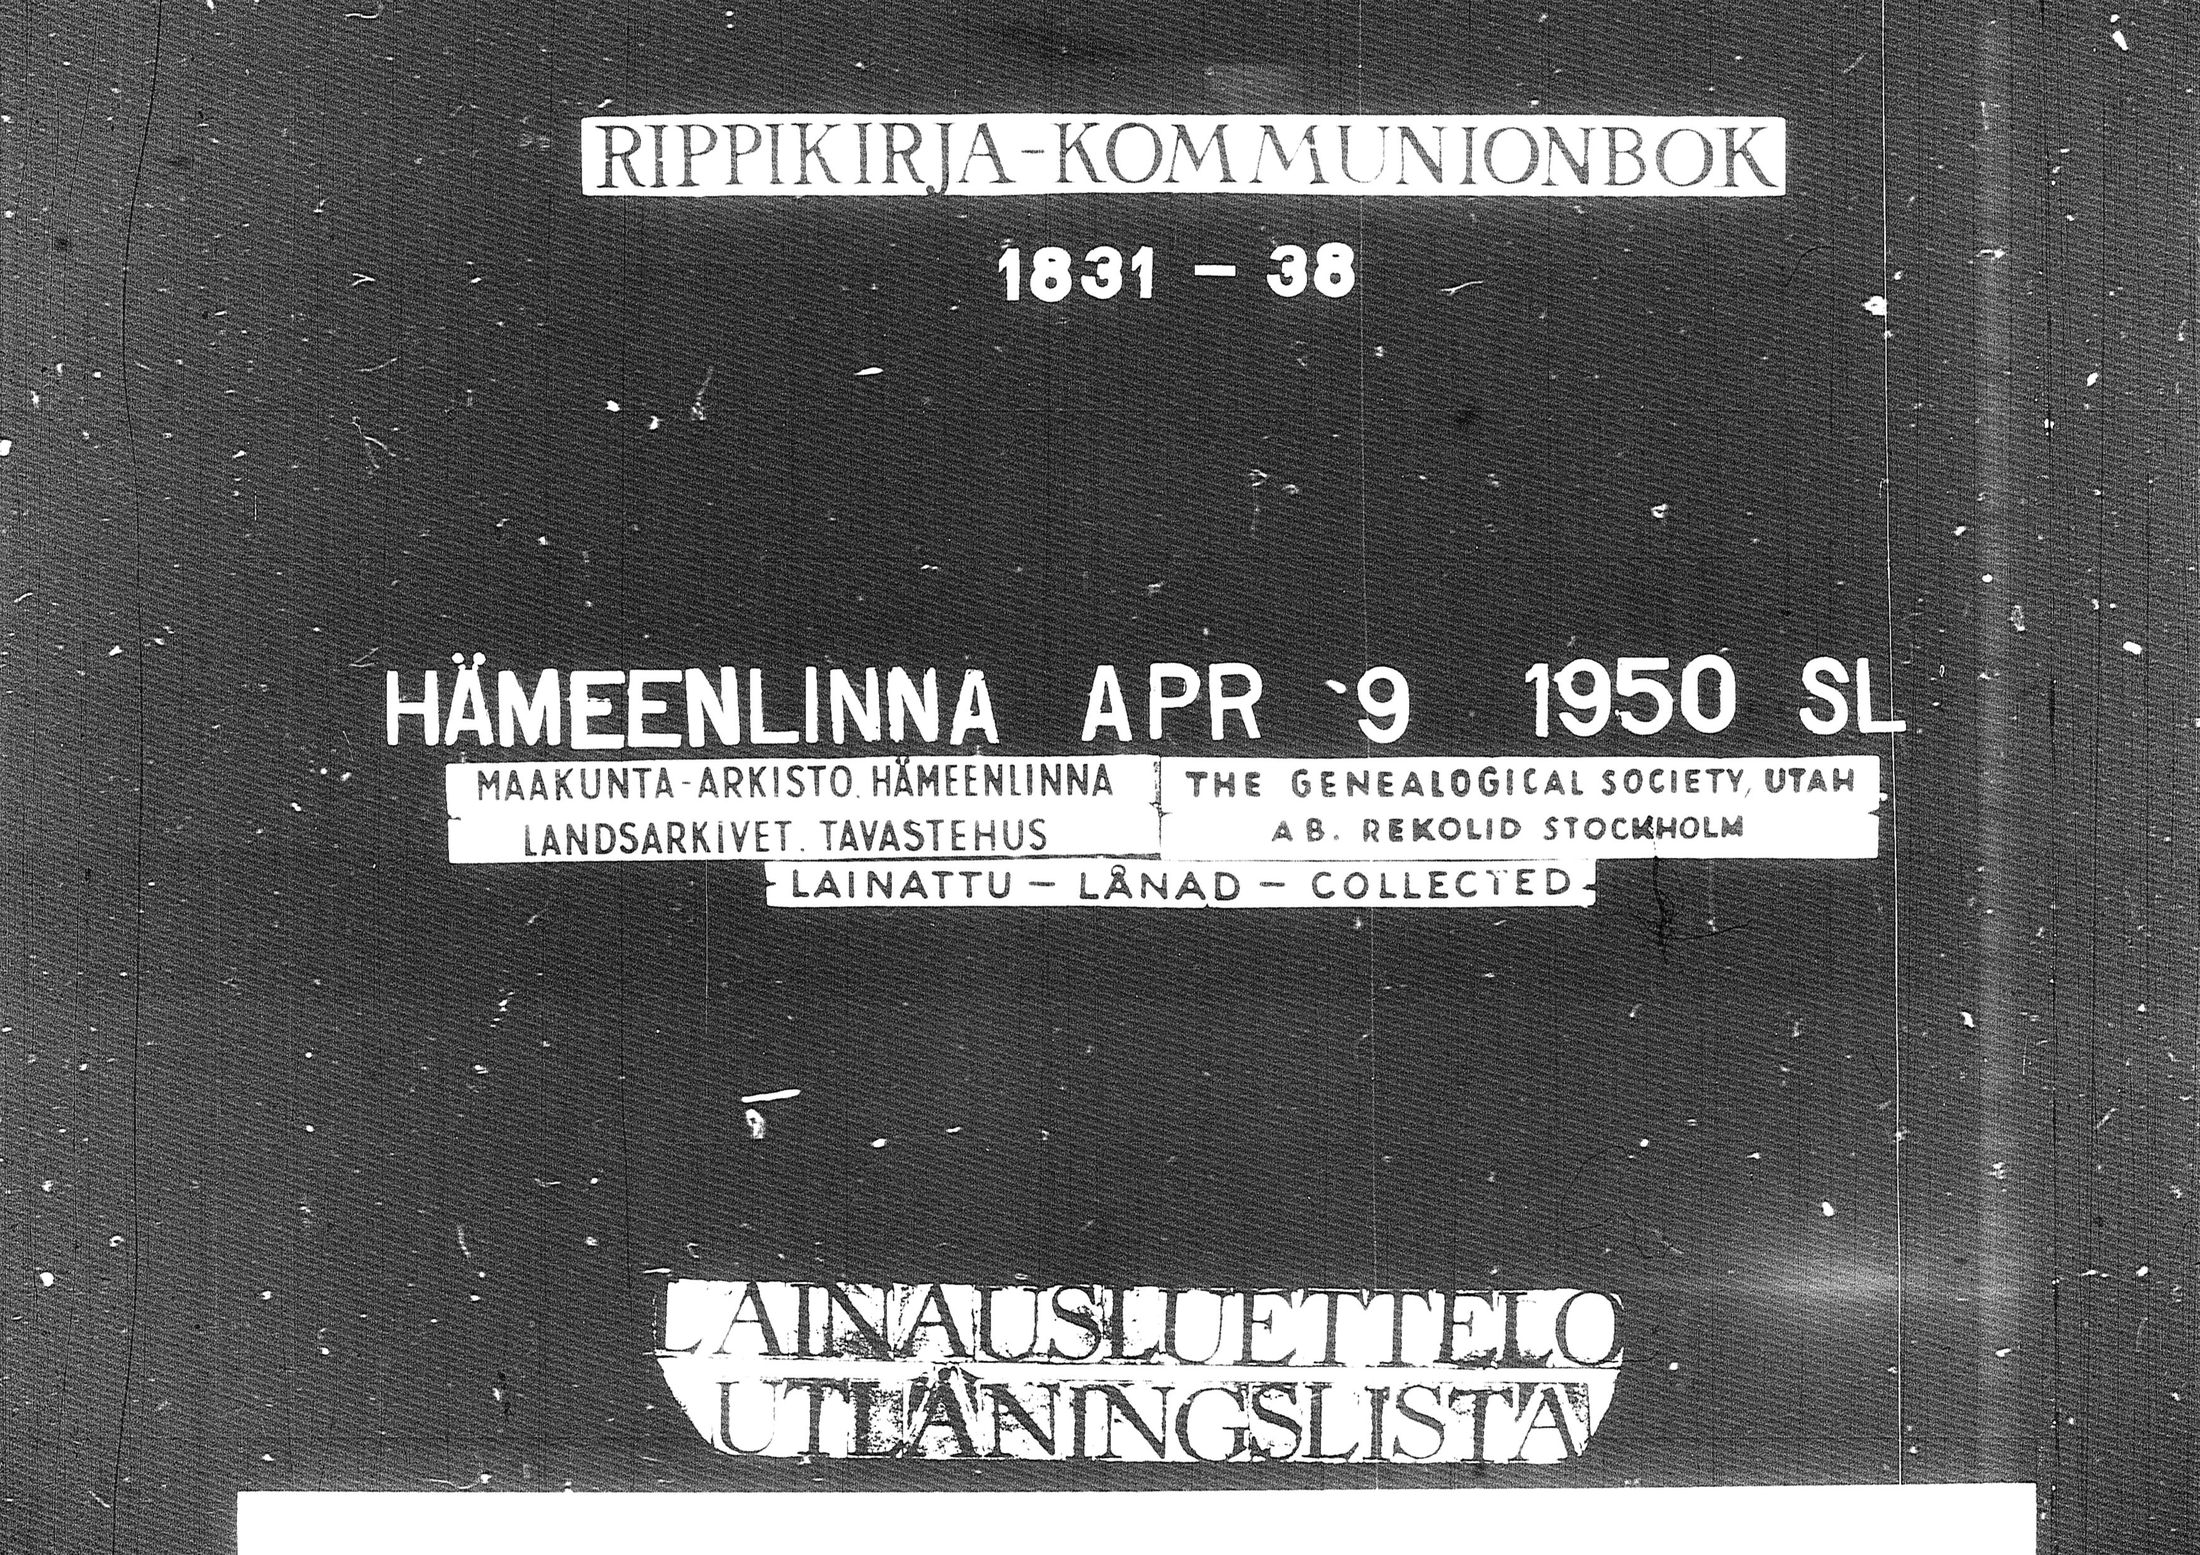 RIPPIKIRJA-KOMMUNIONBOK
1831 - 38
HÄMEENLINNA APR 9 1950 SL
MAAKUNTA-ARKISTO. HÄMEENLINNA
LANDSARKIVET. TAVASTEHUS
THE GENEALOGICAL SOCIETY, UTAH
AB. REKOLID STOCKHOLM
LAINATTU - LÅNAD - COLLECTED
LAINAUSLUETTELO
UTLÅNINGSLISTA